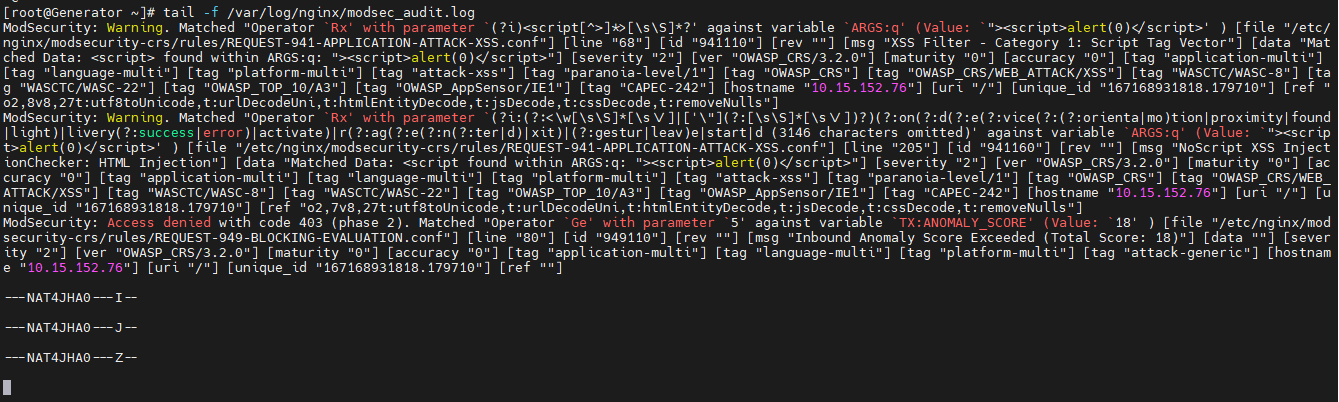 [root@Generator ~]# tail -f /var/log/nginx/modsec_audit.log
ModSecurity: Warning. Matched "Operator `Rx' with parameter `(?i)<script[^>]*>[\s\S]*?' against variable `ARGS:q' (Value: `"><script>alert(0)</script>' ) [file "/etc/
nginx/modsecurity-crs/rules/REQUEST-941-APPLICATION-ATTACK-XSS.conf"] [line "68"] [id "941110"] [rev ""] [msg "XSS Filter - Category 1: Script Tag Vector"] [data "Mat
ched Data: <script> found within ARGS:q: "><script>alert(0)</script>"] [severity "2"] [ver "OWASP_CRS/3.2.0"] [maturity "0"] [accuracy "0"] [tag "application-multi"]
[tag "language-multi"] [tag "platform-multi"] [tag "attack-xss"] [tag "paranoia-level/1"] [tag "OWASP_CRS"] [tag "OWASP_CRS/WEB_ATTACK/XSS"] [tag "WASCTC/WASC-8"] [ta
g "WASCTC/WASC-22"] [tag "OWASP_TOP_10/A3"] [tag "OWASP_AppSensor/IE1"] [tag "CAPEC-242"] [hostname "10.15.152.76"] [uri "/"] [unique_id "167168931818.179710"] [ref "
o2,8v8,27t:utf8toUnicode,t:urlDecodeUni,t:htmlEntityDecode,t:jsDecode,t:cssDecode,t:removeNulls"]
ModSecurity: Warning. Matched "Operator `Rx' with parameter `(?i:(?:<\w[\s\S]*[\s\/]|['\"](?:[\s\S]*[\s\/])?)(?:on(?:d(?:e(?:vice(?:(?:orienta|mo)tion|proximity|found
|light)|livery(?:success|error)|activate)|r(?:ag(?:e(?:n(?:ter|d)|xit)|(?:gestur|leav)e|start|d (3146 characters omitted)' against variable `ARGS:q' (Value: `"><scrip
t>alert(0)</script>' ) [file "/etc/nginx/modsecurity-crs/rules/REQUEST-941-APPLICATION-ATTACK-XSS.conf"] [line "205"] [id "941160"] [rev ""] [msg "NoScript XSS Inject
ionChecker: HTML Injection"] [data "Matched Data: <script found within ARGS:q: "><script>alert(0)</script>"] [severity "2"] [ver "OWASP_CRS/3.2.0"] [maturity "0"] [ac
curacy "0"] [tag "application-multi"] [tag "language-multi"] [tag "platform-multi"] [tag "attack-xss"] [tag "paranoia-level/1"] [tag "OWASP_CRS"] [tag "OWASP_CRS/WEB_
ATTACK/XSS"] [tag "WASCTC/WASC-8"] [tag "WASCTC/WASC-22"] [tag "OWASP_TOP_10/A3"] [tag "OWASP_AppSensor/IE1"] [tag "CAPEC-242"] [hostname "10.15.152.76"] [uri "/"] [u
nique_id "167168931818.179710"] [ref "o2,7v8,27t:utf8toUnicode,t:urlDecodeUni,t:htmlEntityDecode,t:jsDecode,t:cssDecode,t:removeNulls"]
ModSecurity: Access denied with code 403 (phase 2). Matched "Operator `Ge' with parameter `5' against variable `TX:ANOMALY_SCORE' (Value: `18' ) [file "/etc/nginx/mod
security-crs/rules/REQUEST-949-BLOCKING-EVALUATION.conf"] [line "80"] [id "949110"] [rev ""] [msg "Inbound Anomaly Score Exceeded (Total Score: 18)"] [data ""] [sever
ity "2"] [ver "OWASP_CRS/3.2.0"] [maturity "0"] [accuracy "0"] [tag "application-multi"] [tag "language-multi"] [tag "platform-multi"] [tag "attack-generic"] [hostnam
e "10.15.152.76"] [uri "/"] [unique_id "167168931818.179710"] [ref ""]
---NAT4JHA0---I--
---NAT4JHA0---J--
---NAT4JHA0---Z--